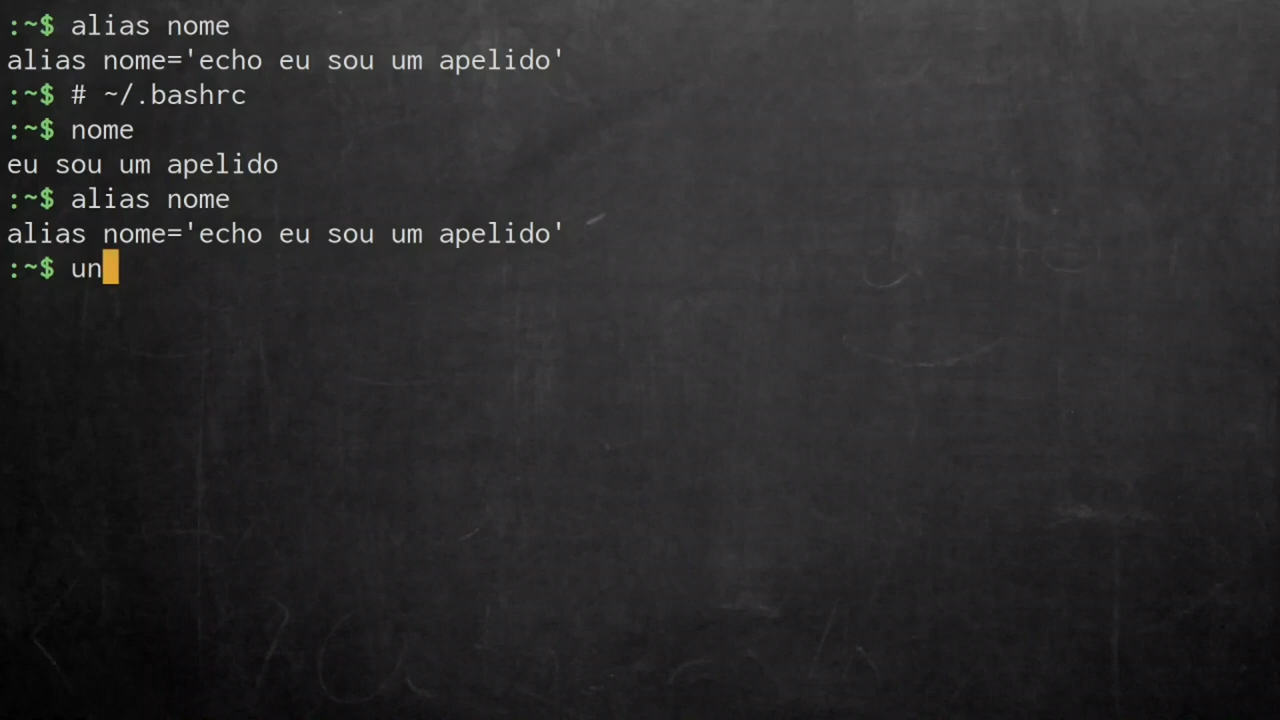 :~$ alias nome
alias nome='echo eu sou um apelido'
:~$ # ~/.bashrc
:~$ nome
eu sou um apelido
:~$ alias nome
alias nome='echo eu sou um apelido'
:~$ un